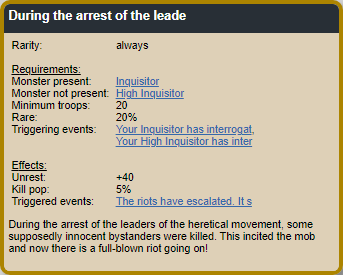 During the arrest of the leade
Rarity: always
Requirements:
Monster present: Inquisitor
Monster not present: High Inquisitor
Minimum troops: 20
Rare: 20%
Triggering events: Your Inquisitor has interrogat,
Your High Inquisitor has inter
Effects:
Unrest: +40
Kill pop: 5%
Triggered events: The riots have escalated. It s
During the arrest of the leaders of the heretical movement, some
supposedly innocent bystanders were killed. This incited the mob
and now there is a full-blown riot going on!